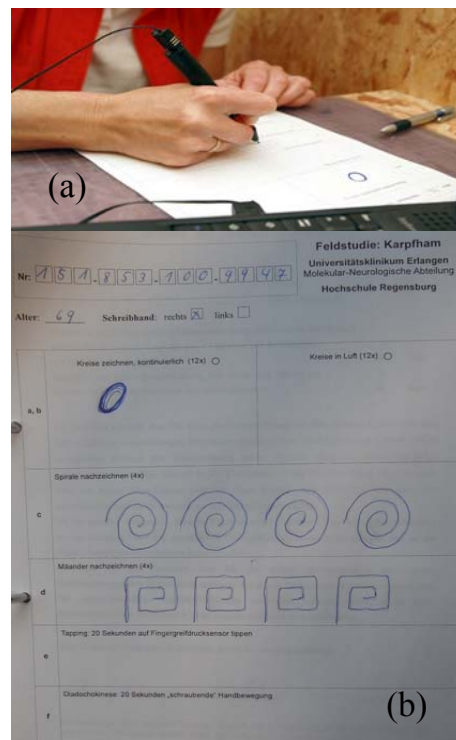 (a)
Feldstudie: Karpfham
Universitätsklinikum Erlangen
Molekular-Neurologische Abteilung
Hochschule Regensburg
Nr: 151.853.100.9947
Alter: 69 Schreibhand: rechts ☒ links ☐
Kreise zeichnen, kontinuierlich (12x) ○
Kreise in Luft (12x) ○
a, b
Spirale nachzeichnen (4x)
c
Mäander nachzeichnen (4x)
d
Tapping: 20 Sekunden auf Fingergreifdrucksensor tippen
e
Diadochokinese: 20 Sekunden „schraubende" Handbewegung
f
(b)